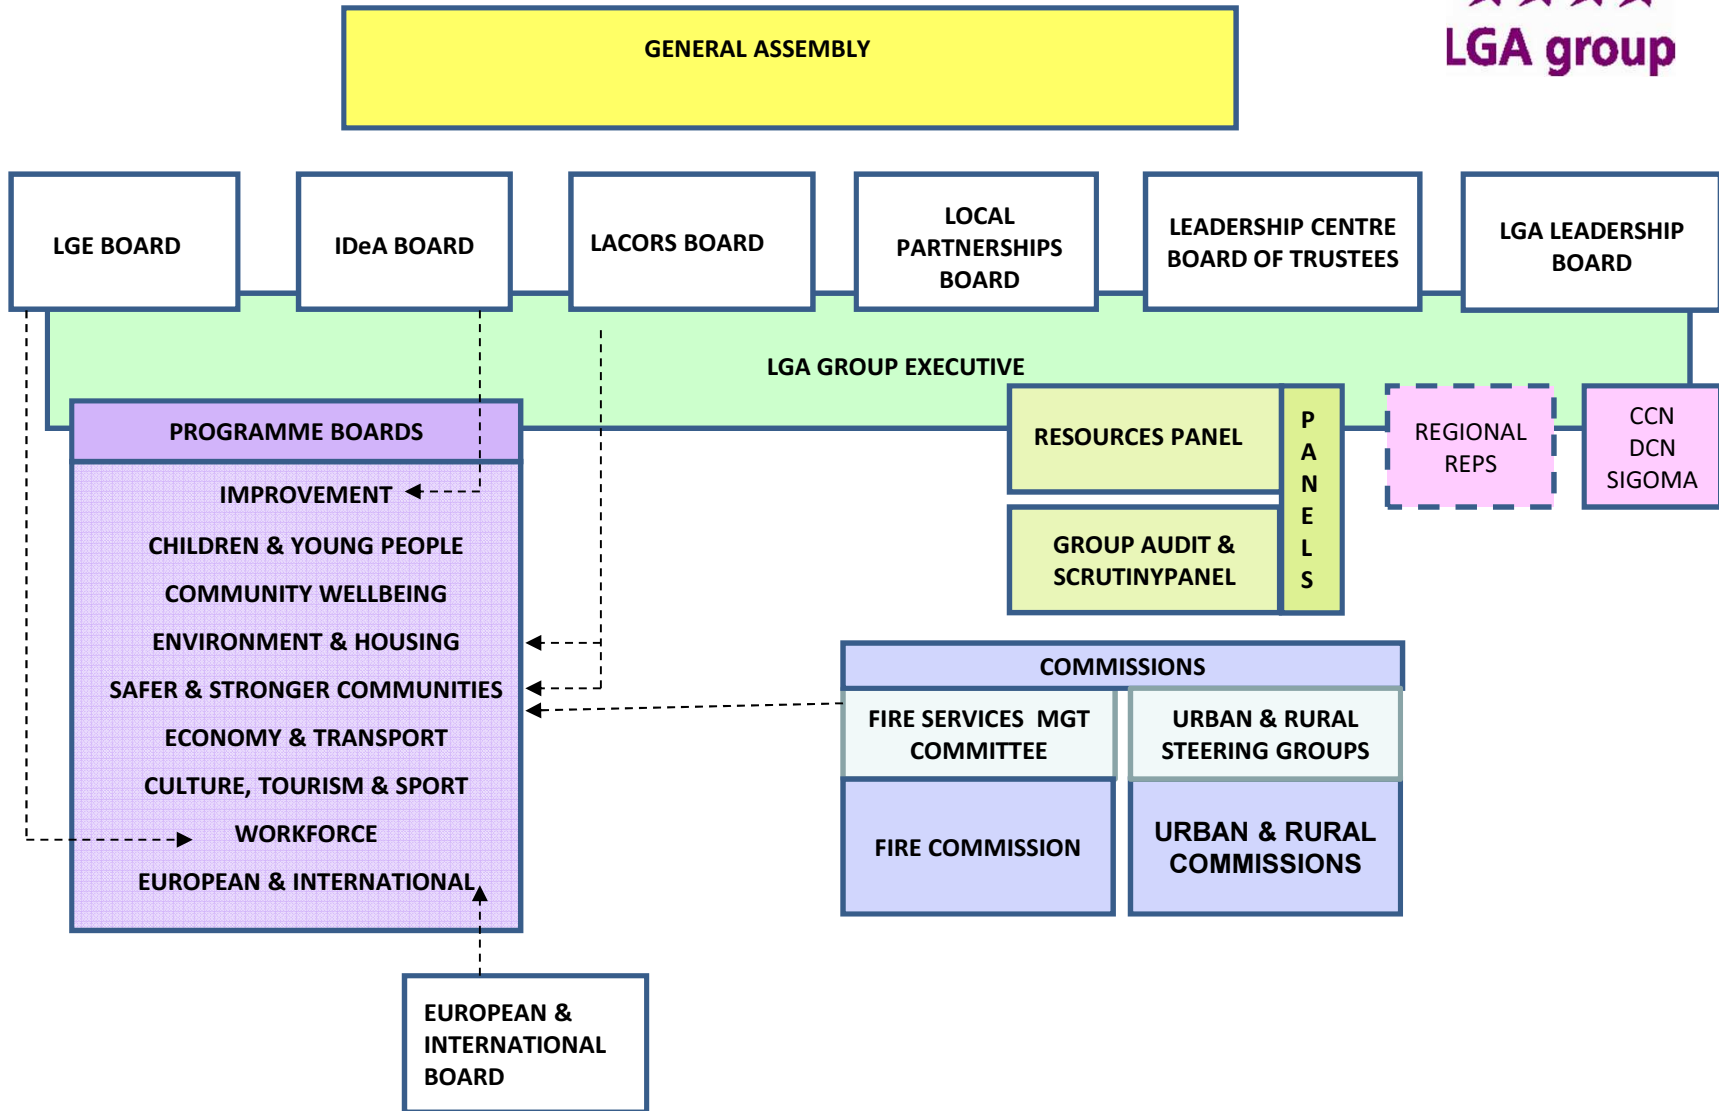 GENERAL ASSEMBLY
LGA group
LGE BOARD
IDeA BOARD
LACORS BOARD
LOCAL
PARTNERSHIPS
BOARD
LEADERSHIP CENTRE
BOARD OF TRUSTEES
LGA LEADERSHIP
BOARD
LGA GROUP EXECUTIVE
PROGRAMME BOARDS
IMPROVEMENT
CHILDREN & YOUNG PEOPLE
COMMUNITY WELLBEING
ENVIRONMENT & HOUSING
SAFER & STRONGER COMMUNITIES
ECONOMY & TRANSPORT
CULTURE, TOURISM & SPORT
WORKFORCE
EUROPEAN & INTERNATIONAL
RESOURCES PANEL
GROUP AUDIT &
SCRUTINYPANEL
P
A
N
E
L
S
REGIONAL
REPS
CCN
DCN
SIGOMA
COMMISSIONS
FIRE SERVICES  MGT
COMMITTEE
URBAN & RURAL
STEERING GROUPS
FIRE COMMISSION
URBAN & RURAL
COMMISSIONS
EUROPEAN &
INTERNATIONAL
BOARD